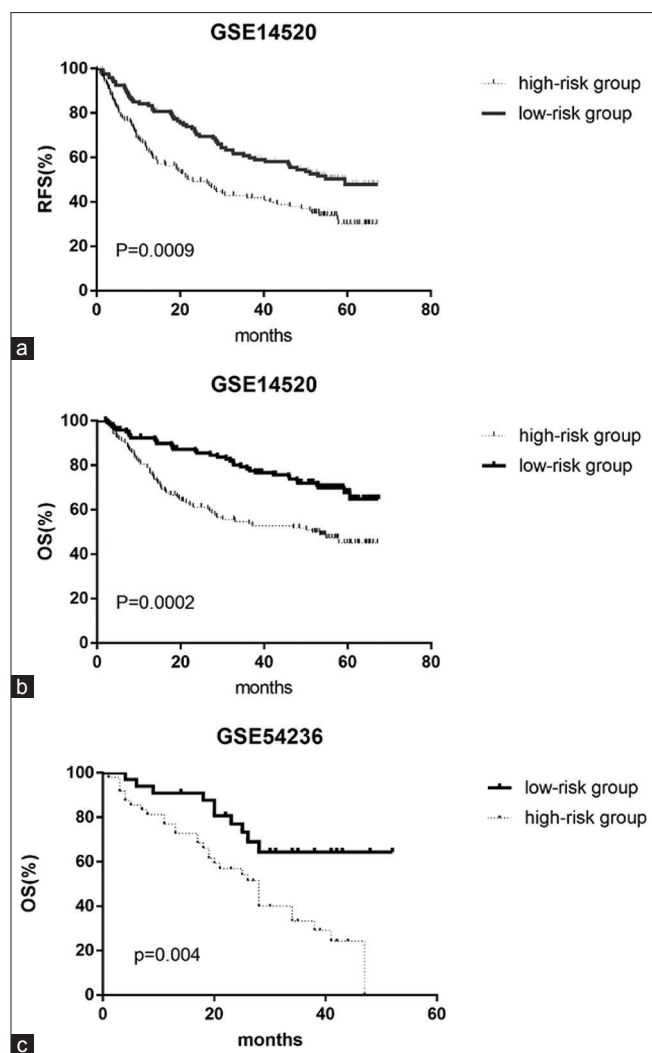 GSE14520
high-risk group
low-risk group
100
80
60
40
20
0
RFS(%)
P=0.0009
0 20 40 60 80
months
a
GSE14520
high-risk group
low-risk group
100
80
60
40
20
0
OS(%)
P=0.0002
0 20 40 60 80
months
b
GSE54236
low-risk group
high-risk group
100
80
60
40
20
0
OS(%)
p=0.004
0 20 40 60
months
c